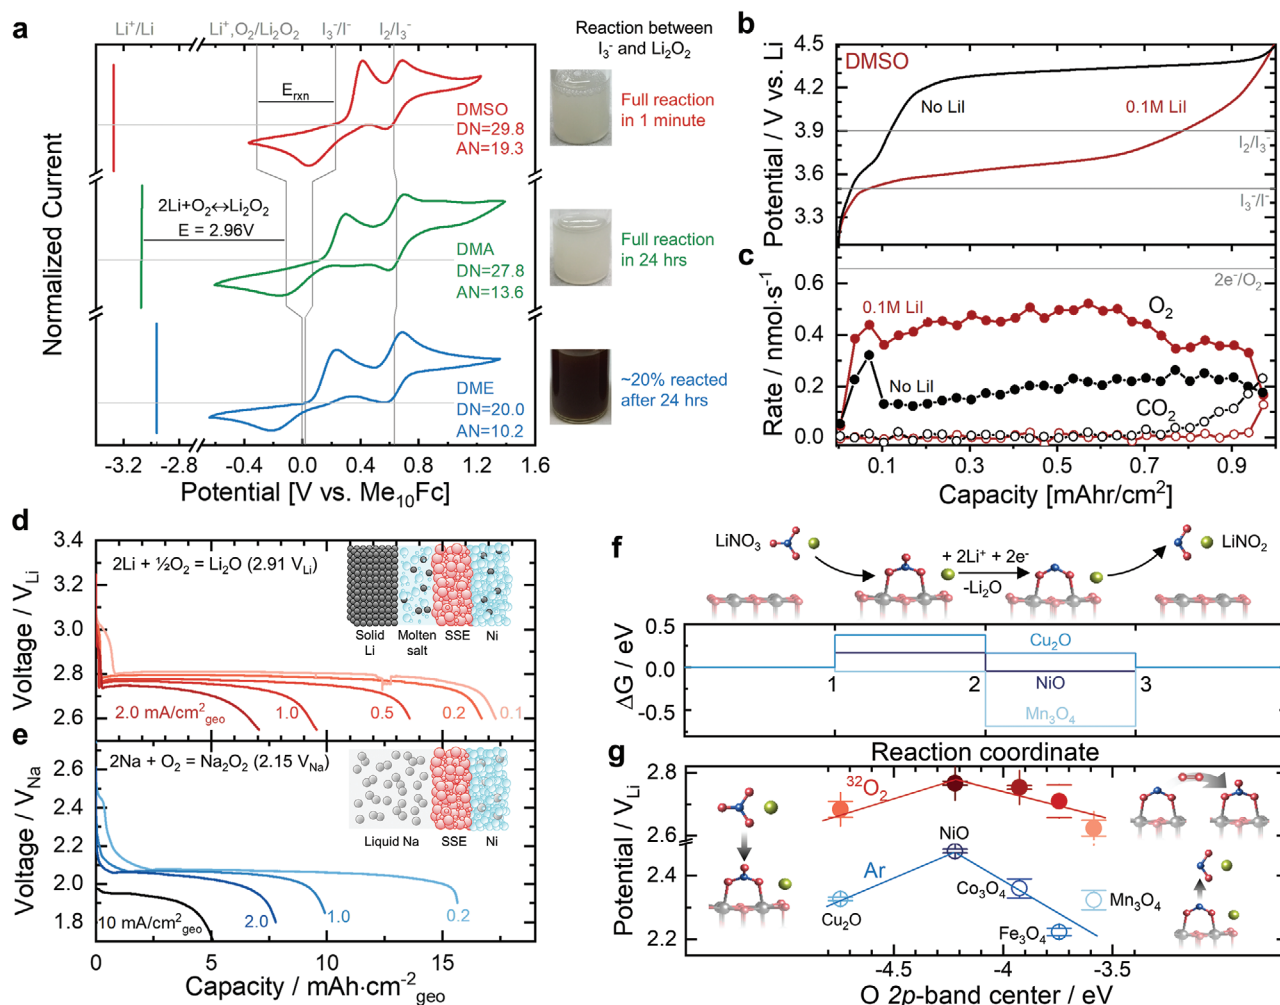 a
Li⁺/Li
Li⁺,O₂/Li₂O₂
I₃⁻/I⁻
I₂/I₃⁻
Reaction between
I₃⁻ and Li₂O₂
Normalized Current
Eᵣₓₙ
DMSO
DN=29.8
AN=19.3
Full reaction
in 1 minute
2Li+O₂↔Li₂O₂
E = 2.96V
DMA
DN=27.8
AN=13.6
Full reaction
in 24 hrs
DME
DN=20.0
AN=10.2
~20% reacted
after 24 hrs
-3.2 -2.8 -0.4 0.0 0.4 0.8 1.2 1.6
Potential [V vs. Me₁₀Fc]
b
Potential / V vs. Li
4.5
4.2
3.9
3.6
3.3
DMSO
No LiI
0.1M LiI
I₂/I₃⁻
I₃⁻/I⁻
c
Rate / nmol·s⁻¹
0.6
0.4
0.2
0.0
2e⁻/O₂
0.1M LiI
O₂
No LiI
CO₂
0.1 0.3 0.5 0.7 0.9
Capacity [mAhr/cm²]
d
Voltage / V_Li
3.4
3.2
3.0
2.8
2.6
2Li + ½O₂ = Li₂O (2.91 V_Li)
Solid Li
Molten salt
SSE
Ni
2.0 mA/cm²_geo
1.0
0.5
0.2
0.1
e
Voltage / V_Na
2.6
2.4
2.2
2.0
1.8
2Na + O₂ = Na₂O₂ (2.15 V_Na)
Liquid Na
SSE
Ni
10 mA/cm²_geo
2.0
1.0
0.2
0 5 10 15
Capacity / mAh·cm⁻²_geo
f
LiNO₃
+ 2Li⁺ + 2e⁻
-Li₂O
LiNO₂
ΔG / eV
0.5
0.0
-0.5
Cu₂O
NiO
Mn₃O₄
1 2 3
Reaction coordinate
g
Potential / V_Li
2.8
2.6
2.4
2.2
³²O₂
NiO
Ar
Cu₂O
Co₃O₄
Fe₃O₄
Mn₃O₄
-4.5 -4 -3.5
O 2p-band center / eV